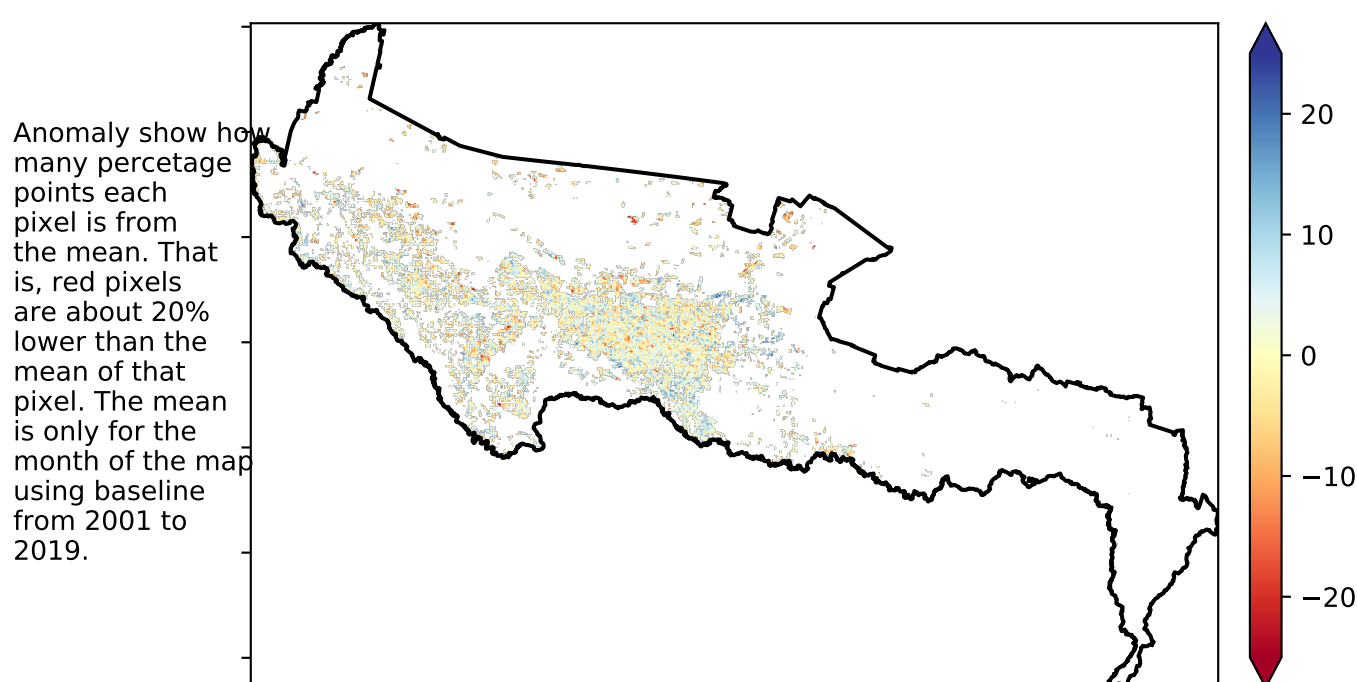 Anomaly show how
many percetage
points each
pixel is from
the mean. That
is, red pixels
are about 20%
lower than the
mean of that
pixel. The mean
is only for the
month of the map
using baseline
from 2001 to
2019.
20
10
0
−10
−20